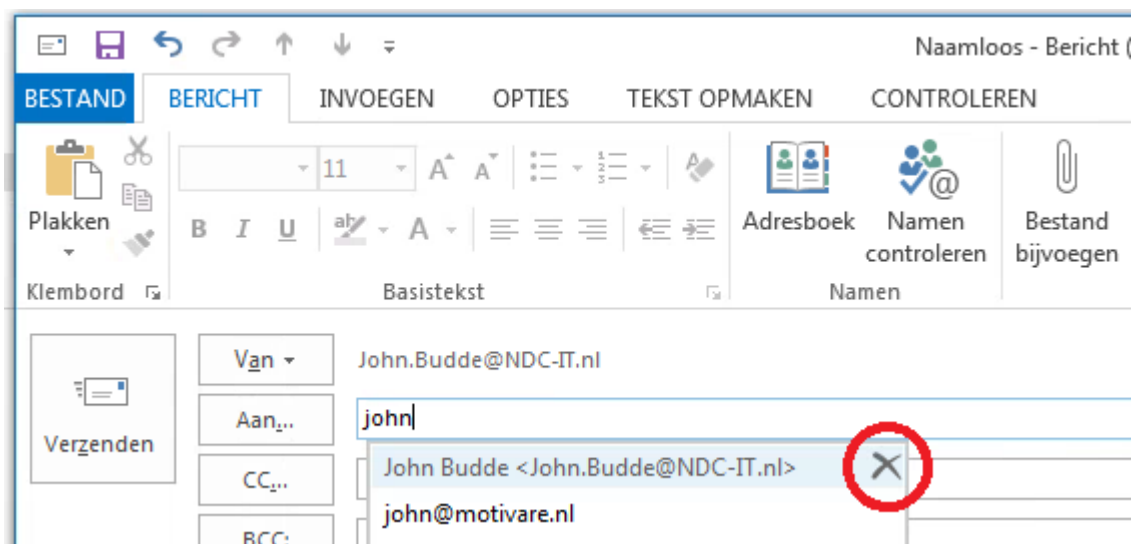 Naamloos - Bericht (
BESTAND BERICHT INVOEGEN OPTIES TEKST OPMAKEN CONTROLEREN
11 A A
Plakken
B I U ab A
Adresboek
Namen
controleren
Bestand
bijvoegen
Klembord Basistekst Namen
Van John.Budde@NDC-IT.nl
Aan... john
Verzenden
CC... John Budde <John.Budde@NDC-IT.nl>
john@motivare.nl
BCC: